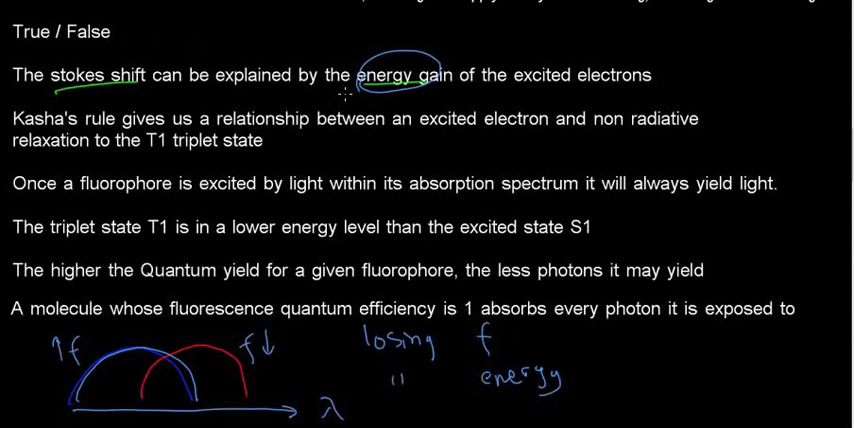 True / False
The stokes shift can be explained by the energy gain of the excited electrons
Kasha's rule gives us a relationship between an excited electron and non radiative
relaxation to the T1 triplet state
Once a fluorophore is excited by light within its absorption spectrum it will always yield light.
The triplet state T1 is in a lower energy level than the excited state S1
The higher the Quantum yield for a given fluorophore, the less photons it may yield
A molecule whose fluorescence quantum efficiency is 1 absorbs every photon it is exposed to
↑f f↓ losing f
" energy
λ